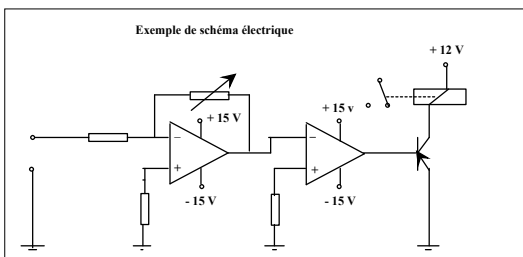 Exemple de schéma électrique
+ 12 V
+ 15 V
+ 15 v
−
+
−
+
- 15 V
- 15 V